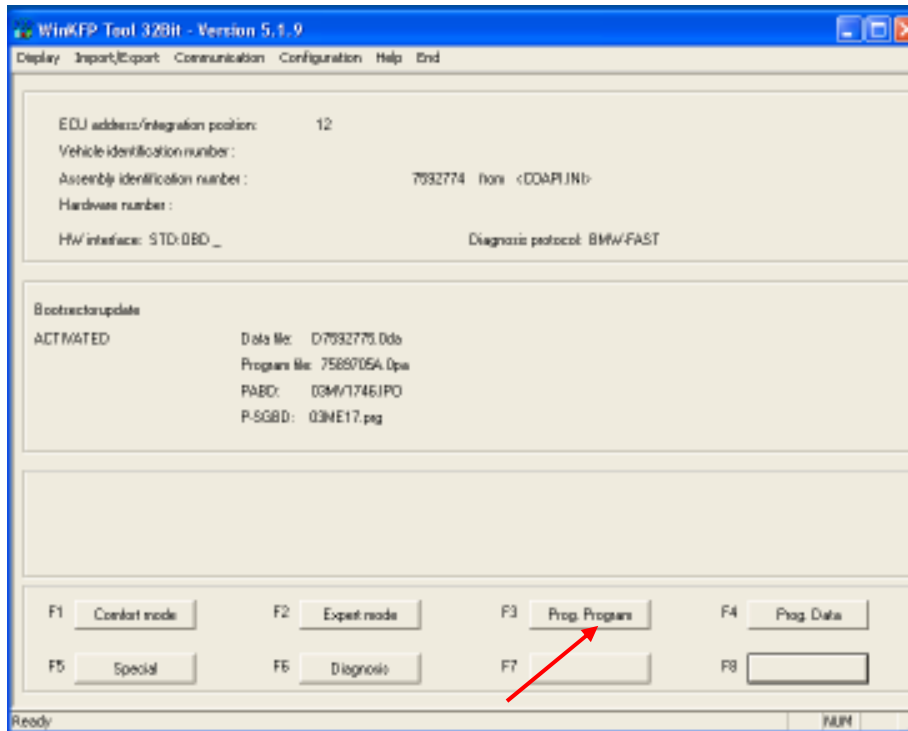 WinKFP Tool 32Bit - Version 5.1.9
Display Import/Export Communication Configuration Help End
ECU address/integration position: 12
Vehicle identification number :
Assembly identification number : 7592774 from <COAPI.INI>
Hardware number :
HW interface: STD:OBD _ Diagnosis protocol: BMW-FAST
Bootsectorupdate
ACTIVATED Data file: D7592775.0da
Program file: 7589705A.0pa
PABD: 03MV1746.IPO
P-SGBD: 03ME17.prg
F1 Comfort mode F2 Expert mode F3 Prog. Program F4 Prog. Data
F5 Special F6 Diagnosis F7 F8
Ready NUM